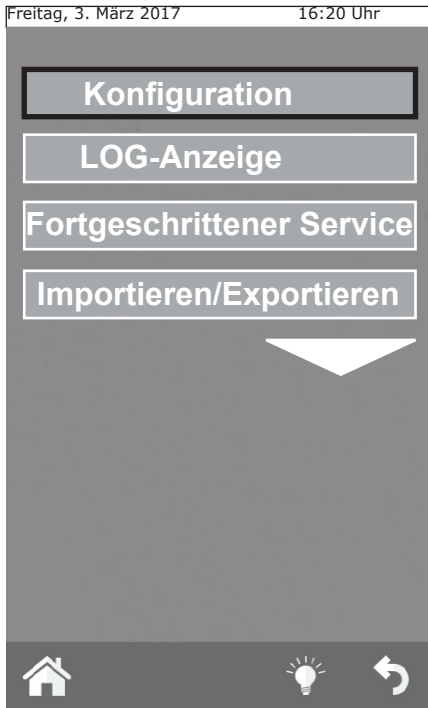 Freitag, 3. März 2017 16:20 Uhr
Konfiguration
LOG-Anzeige
Fortgeschrittener Service
Importieren/Exportieren